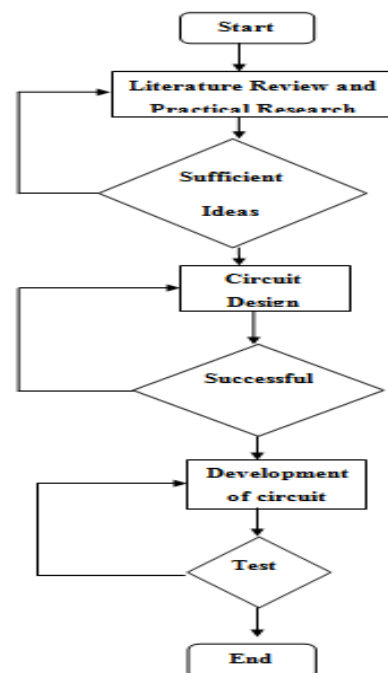 Start
Literature Review and
Practical Research
Sufficient
Ideas
Circuit
Design
Successful
Development
of circuit
Test
End